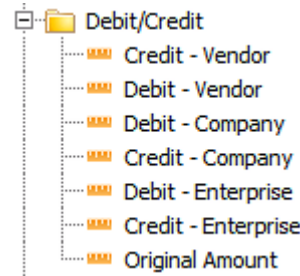 Debit/Credit
Credit - Vendor
Debit - Vendor
Debit - Company
Credit - Company
Debit - Enterprise
Credit - Enterprise
Original Amount